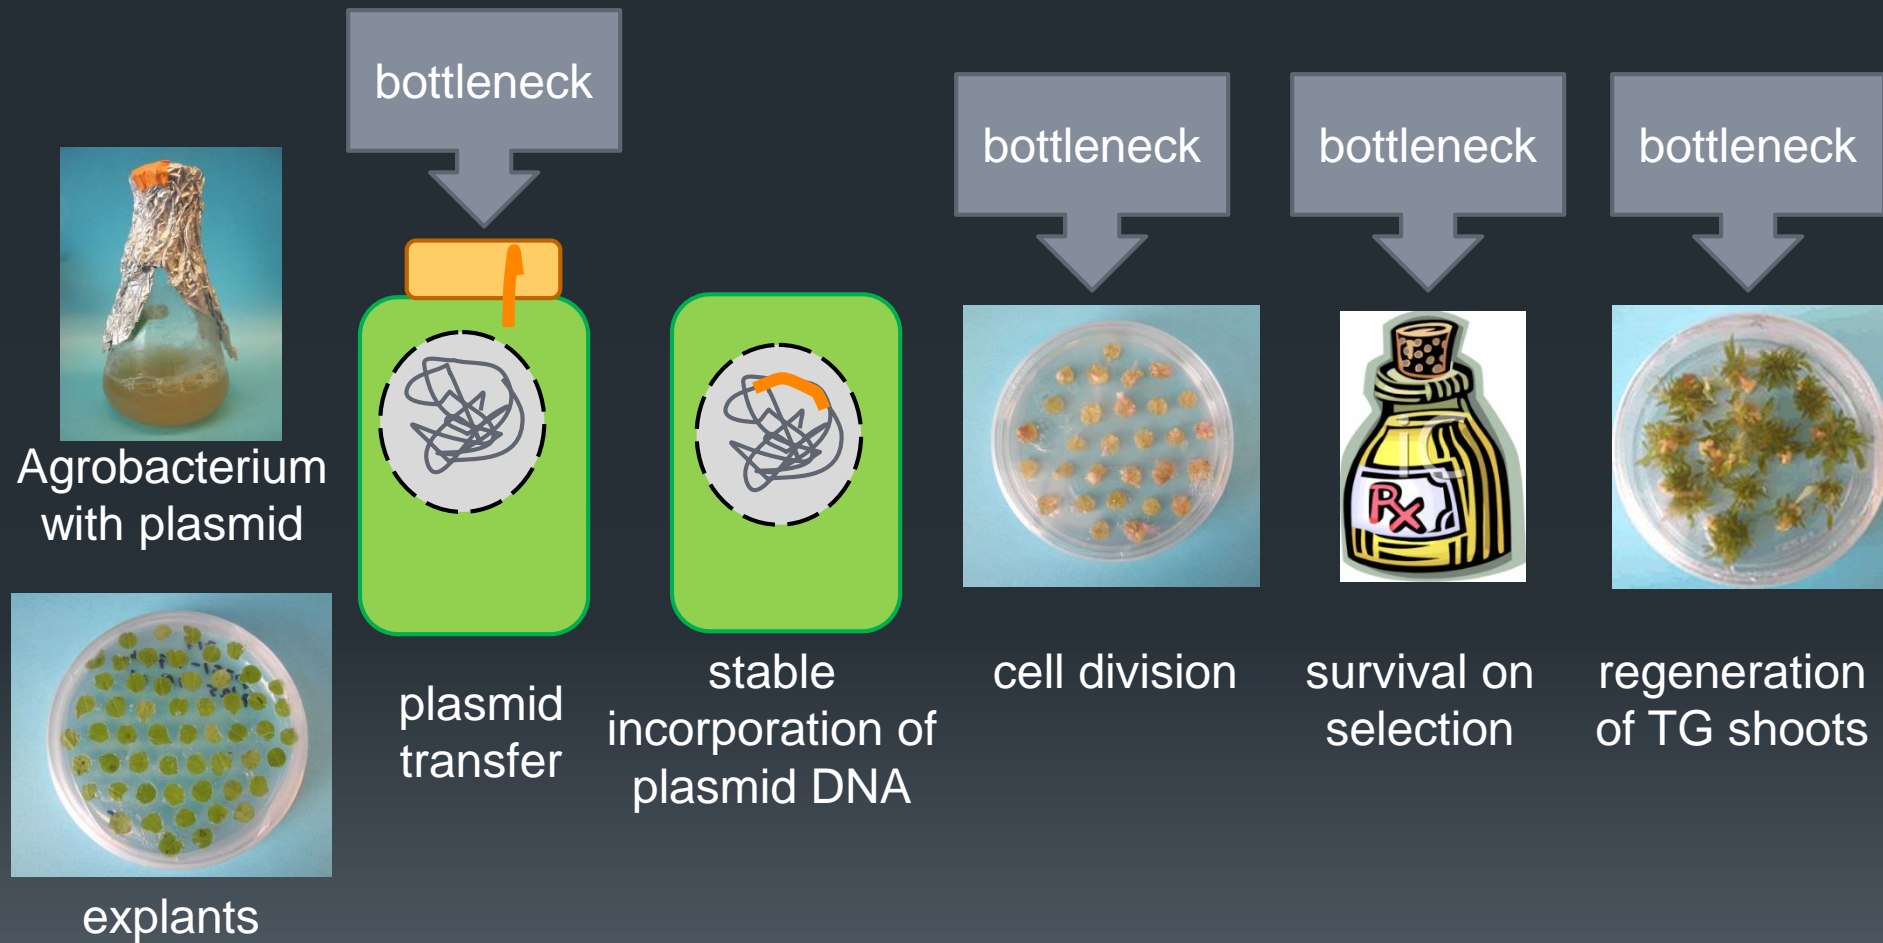 bottleneck
bottleneck
bottleneck
bottleneck
Agrobacterium
with plasmid
explants
plasmid
transfer
stable
incorporation of
plasmid DNA
cell division
Rx
survival on
selection
regeneration
of TG shoots